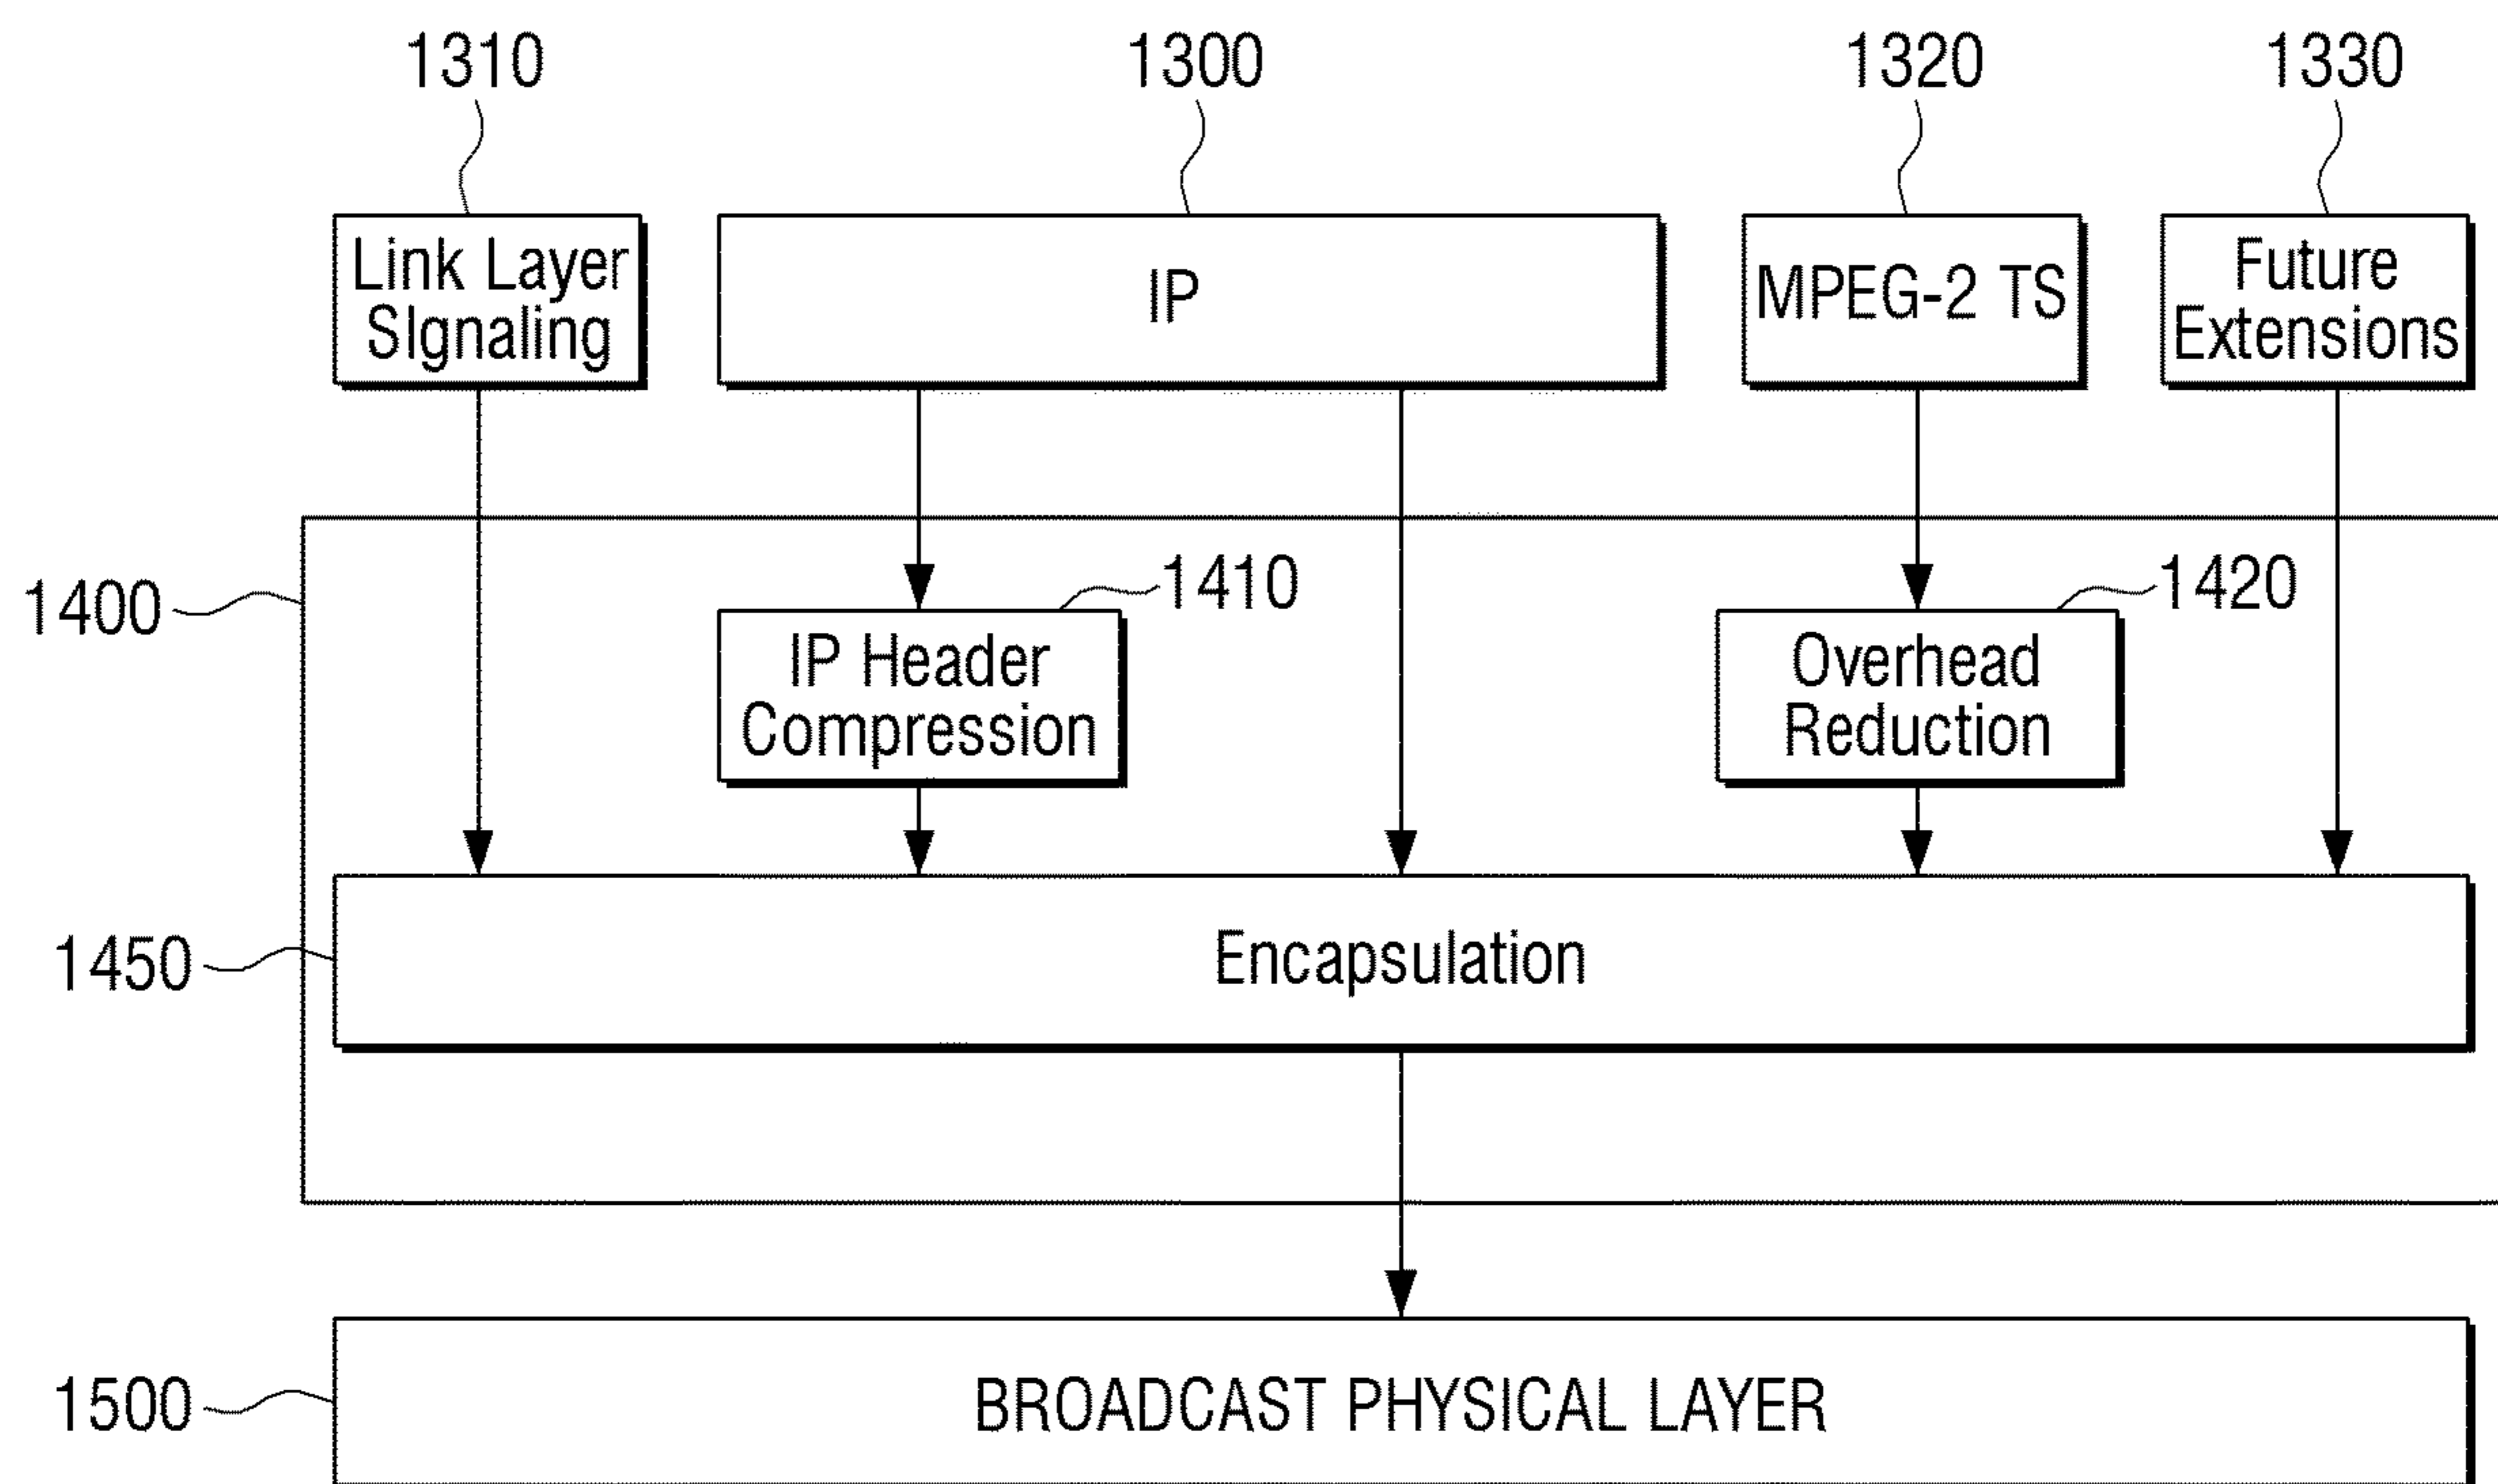 1310
1300
1320
1330
Link Layer
SIgnaling
IP
MPEG-2 TS
Future
Extensions
1400
1410
1420
IP Header
Compression
Overhead
Reduction
1450
Encapsulation
1500
BROADCAST PHYSICAL LAYER